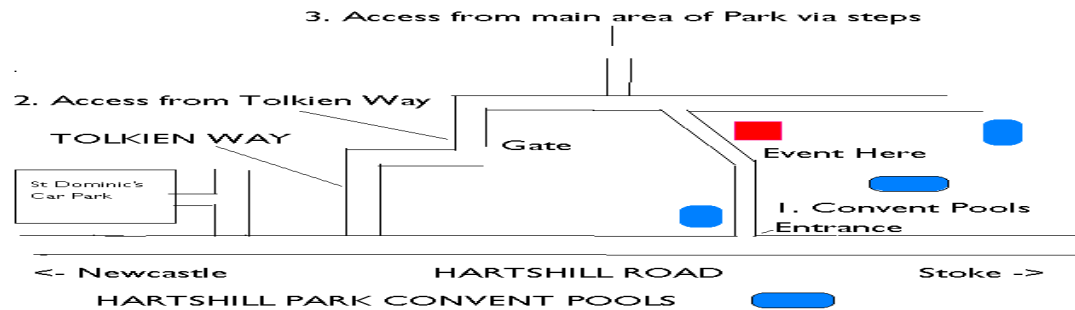 3. Access from main area of Park via steps
2. Access from Tolkien Way
TOLKIEN WAY
Gate
Event Here
St Dominic's
Car Park
1. Convent Pools
Entrance
<- Newcastle
HARTSHILL ROAD
Stoke ->
HARTSHILL PARK CONVENT POOLS